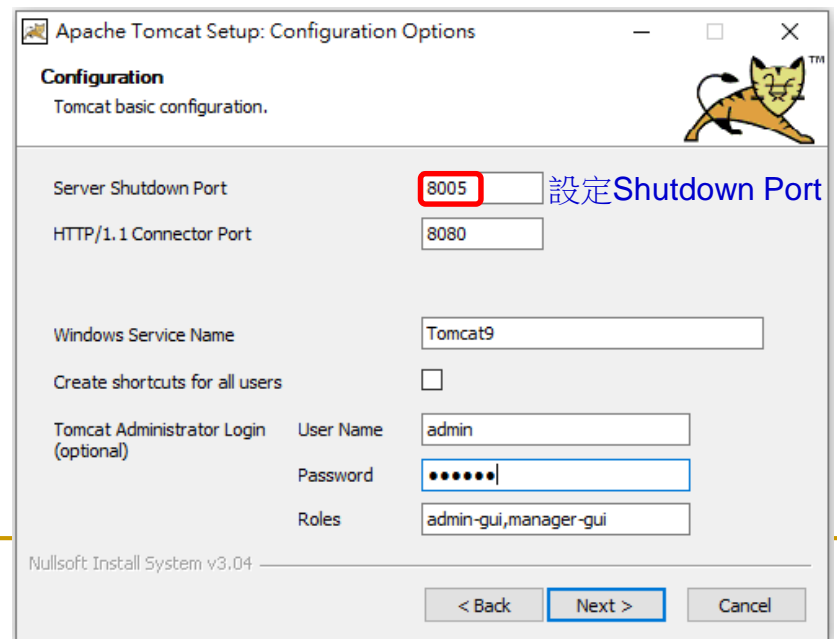 Apache Tomcat Setup: Configuration Options
Configuration
Tomcat basic configuration.
TM
Server Shutdown Port 8005 設定Shutdown Port
HTTP/1.1 Connector Port 8080
Windows Service Name Tomcat9
Create shortcuts for all users
Tomcat Administrator Login (optional) User Name admin
Password ••••••
Roles admin-gui,manager-gui
Nullsoft Install System v3.04
< Back Next > Cancel